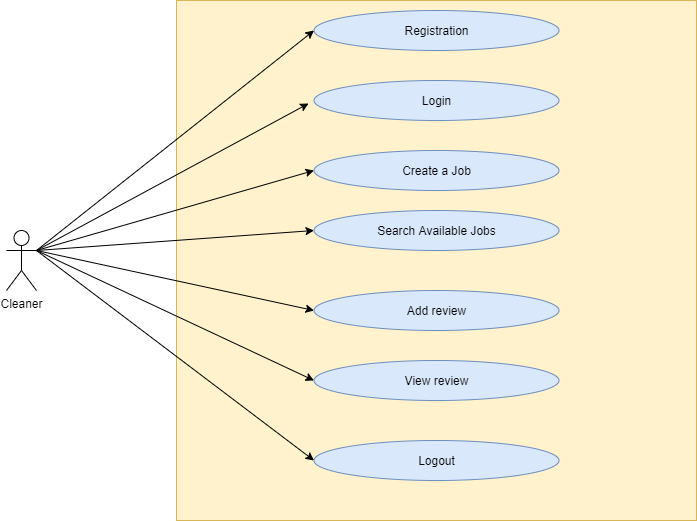 Registration
Login
Create a Job
Search Available Jobs
Cleaner
Add review
View review
Logout